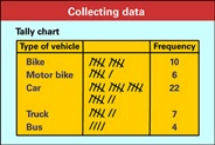 Collecting data
Tally chart
Type of vehicle Frequency
Bike 10
Motor bike 6
Car 22
Truck 7
Bus 4